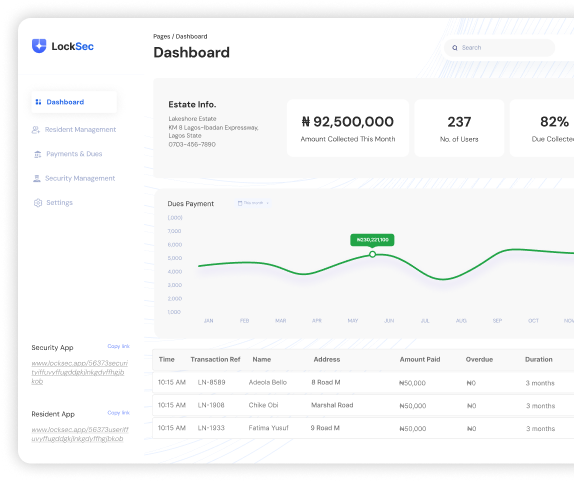 LockSec
Pages / Dashboard
Dashboard
Search
Dashboard
Resident Management
Payments & Dues
Security Management
Settings
Estate Info.
Lakeshore Estate
KM 8 Lagos-Ibadan Expressway,
Lagos State
0703-456-7890
₦ 92,500,000
Amount Collected This Month
237
No. of Users
82%
Due Collecte
Dues Payment
This month
₦230,221,100
7,000
6,000
5,000
4,000
3,000
2,000
1,000
JAN FEB MAR APR MAY JUN JUL AUG SEP OCT NOV
Security App Copy link
www.locksec.app/56373securi
Resident App Copy link
www.locksec.app/56373useriff
Time Transaction Ref Name Address Amount Paid Overdue Duration
10:15 AM LN-8589 Adeola Bello 8 Road M ₦50,000 ₦0 3 months
10:15 AM LN-1908 Chike Obi Marshal Road ₦50,000 ₦0 3 months
10:15 AM LN-1933 Fatima Yusuf 9 Road M ₦50,000 ₦0 3 months